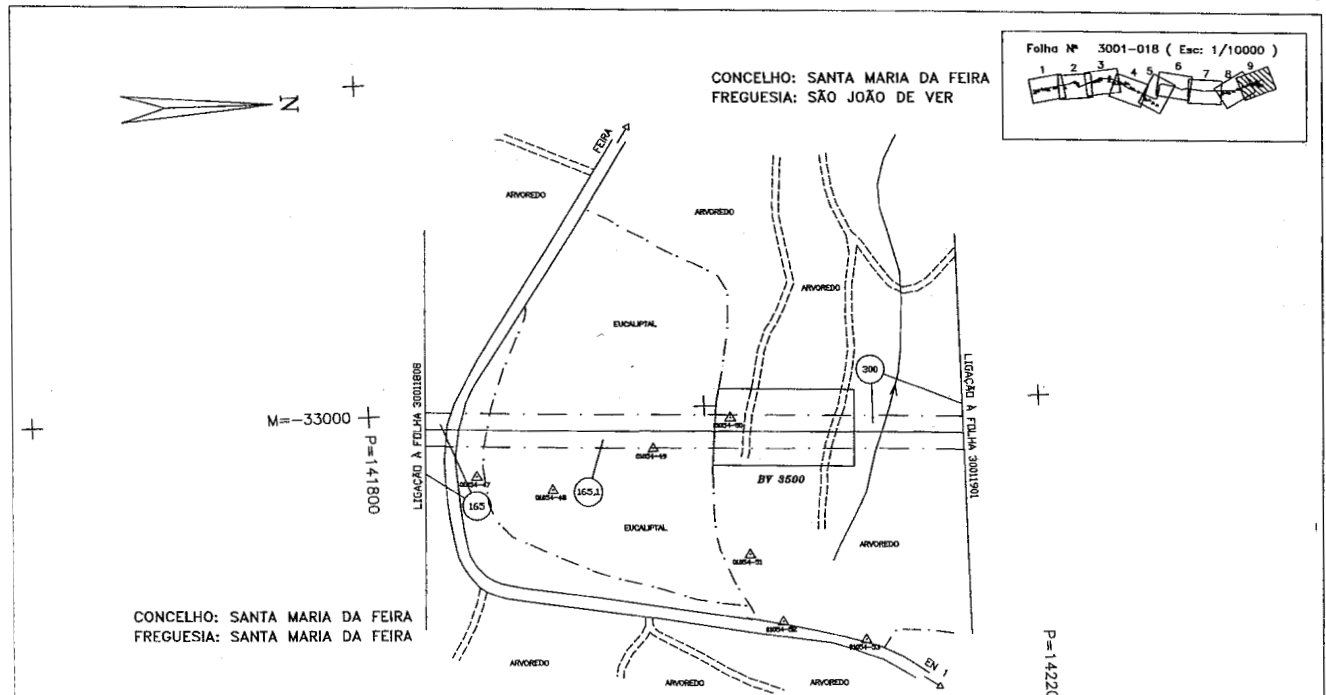 Folha Nº 3001-018 ( Esc: 1/10000 )
1 2 3 4 5 6 7 8 9
CONCELHO: SANTA MARIA DA FEIRA
FREGUESIA: SÃO JOÃO DE VER
N
FEIRA
ARVOREDO
ARVOREDO
ARVOREDO
EUCALIPTAL
LIGAÇÃO À FOLHA 30011808
LIGAÇÃO À FOLHA 30011901
300
M=-33000
P=141800
BV 3500
165
165,1
EUCALIPTAL
ARVOREDO
CONCELHO: SANTA MARIA DA FEIRA
FREGUESIA: SANTA MARIA DA FEIRA
EN 1
ARVOREDO
ARVOREDO
ARVOREDO